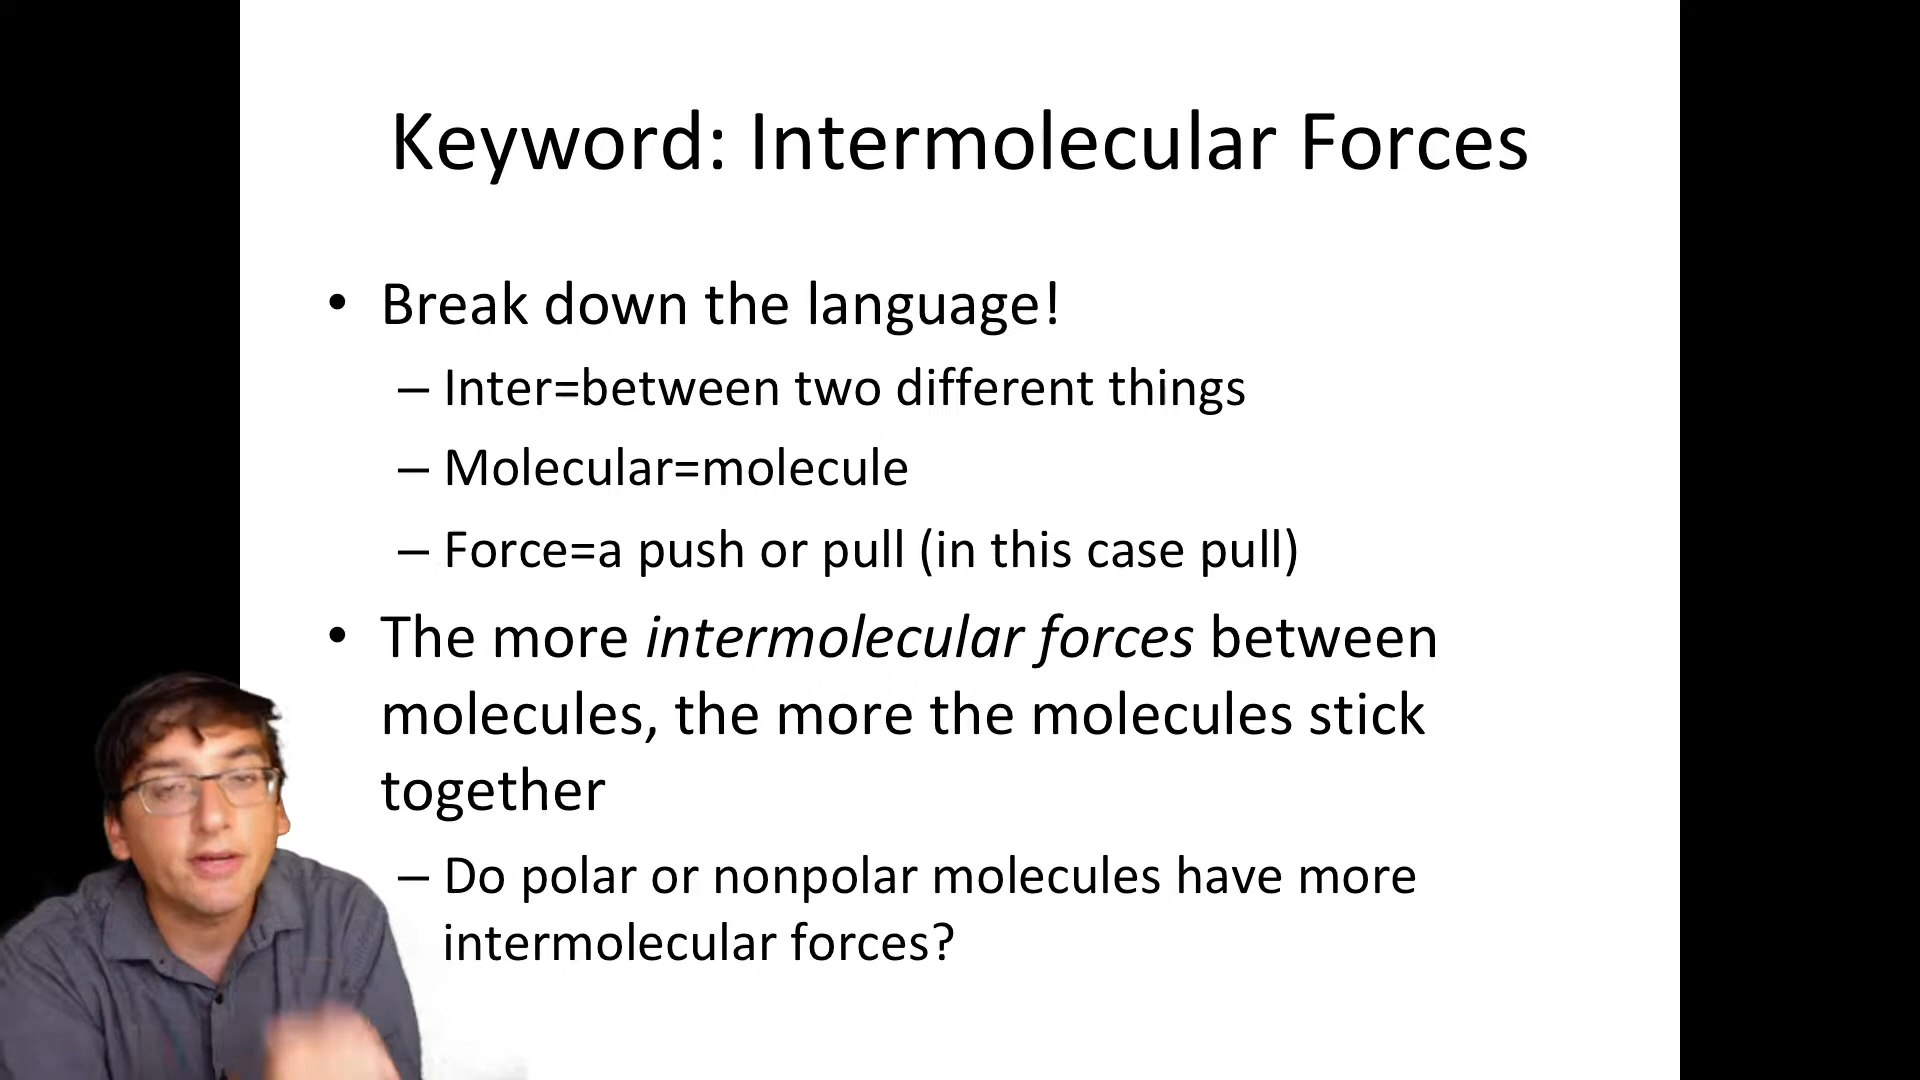 Keyword: Intermolecular Forces
• Break down the language!
– Inter=between two different things
– Molecular=molecule
– Force=a push or pull (in this case pull)
• The more intermolecular forces between
molecules, the more the molecules stick
together
– Do polar or nonpolar molecules have more
intermolecular forces?